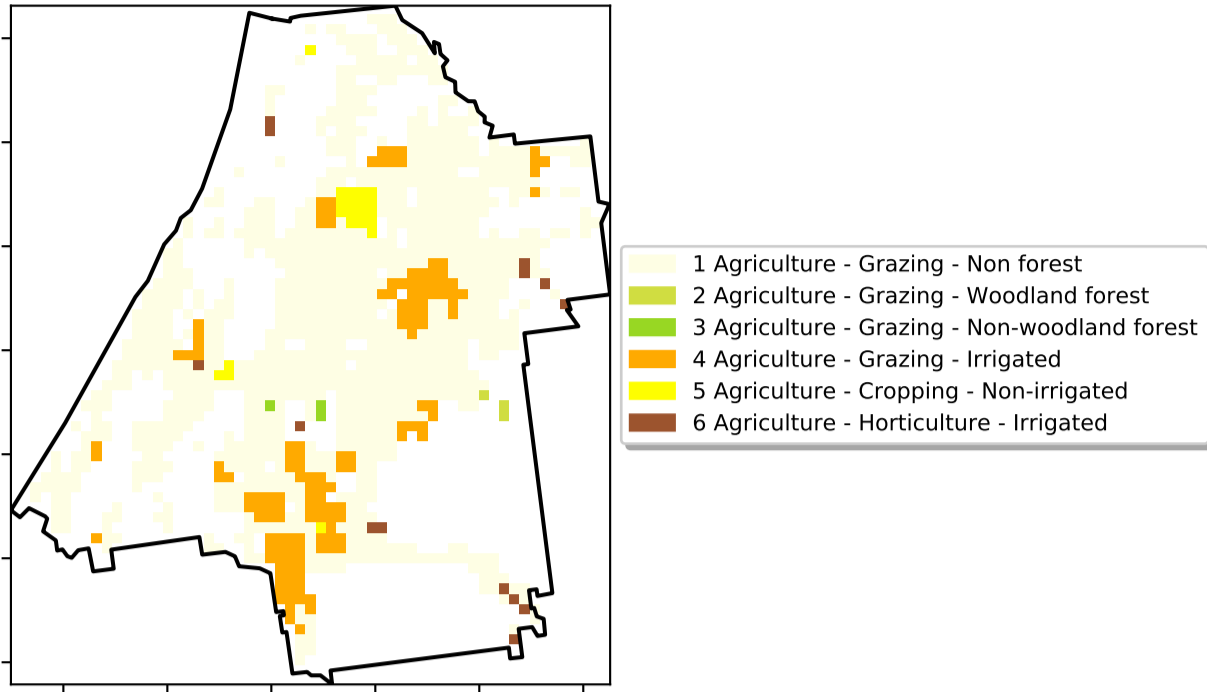 1 Agriculture - Grazing - Non forest
2 Agriculture - Grazing - Woodland forest
3 Agriculture - Grazing - Non-woodland forest
4 Agriculture - Grazing - Irrigated
5 Agriculture - Cropping - Non-irrigated
6 Agriculture - Horticulture - Irrigated